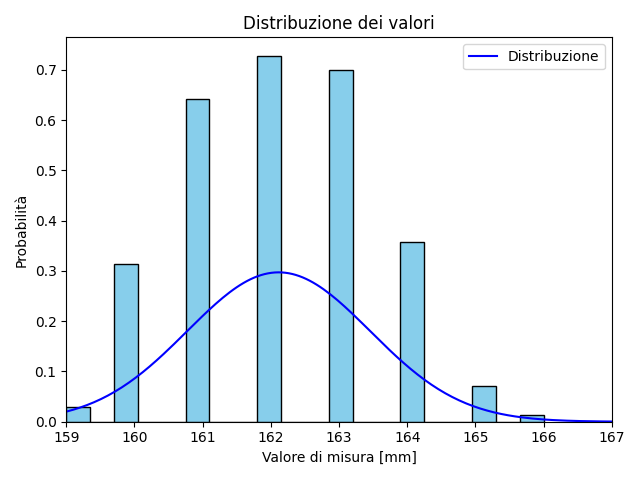 Distribuzione dei valori
Distribuzione
Probabilità
0.7
0.6
0.5
0.4
0.3
0.2
0.1
0.0
159 160 161 162 163 164 165 166 167
Valore di misura [mm]